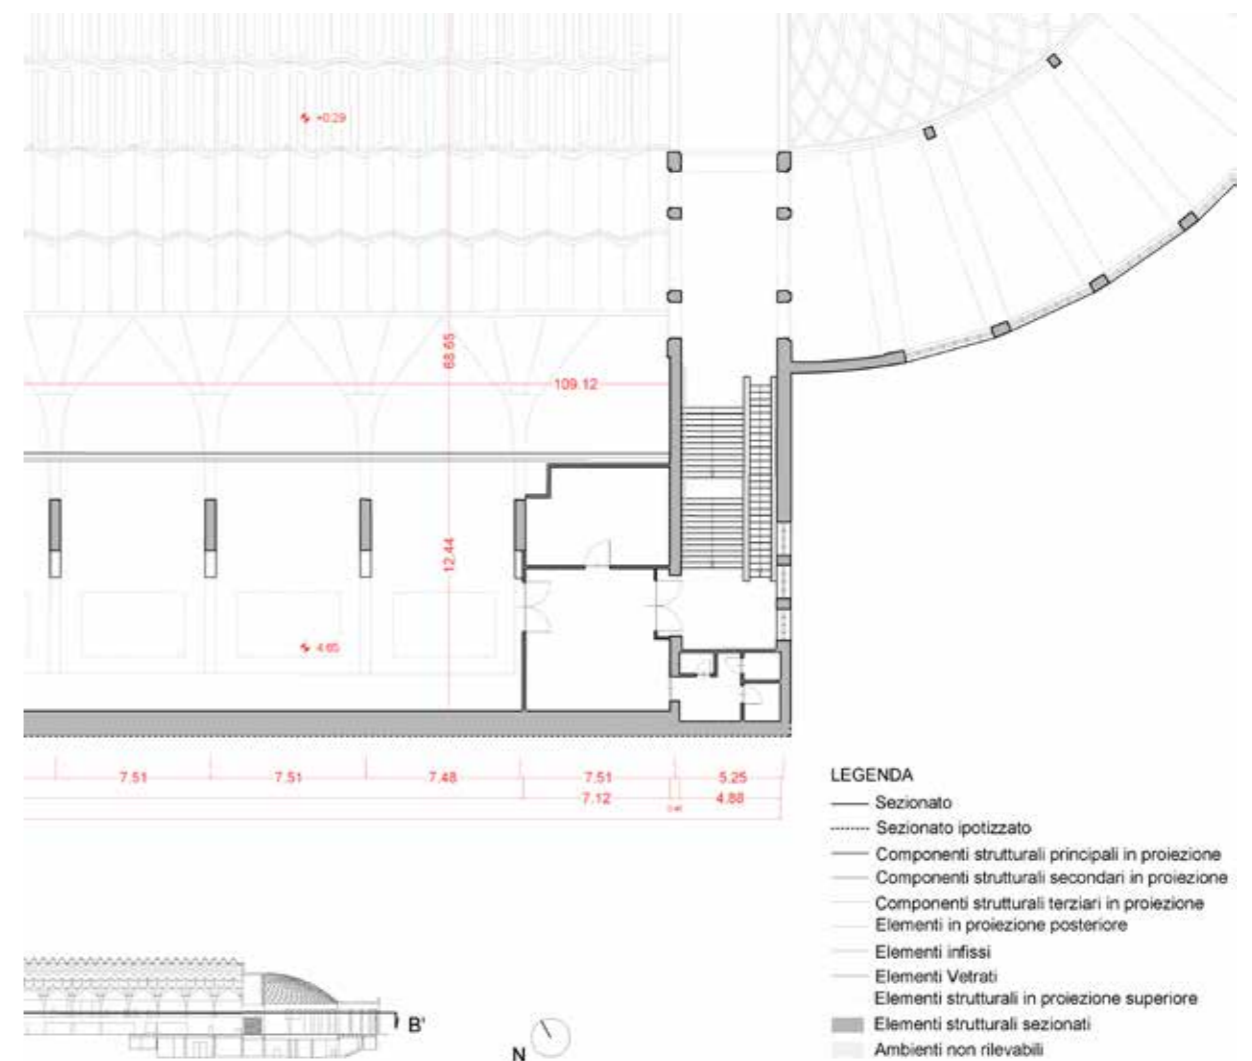 +0.29
68.65
109.12
12.44
4.65
7.51
7.51
7.48
7.51
5.25
7.12
4.88
LEGENDA
Sezionato
Sezionato ipotizzato
Componenti strutturali principali in proiezione
Componenti strutturali secondari in proiezione
Componenti strutturali terziari in proiezione
Elementi in proiezione posteriore
Elementi infissi
Elementi Vetrati
Elementi strutturali in proiezione superiore
Elementi strutturali sezionati
Ambienti non rilevabili
B'
N